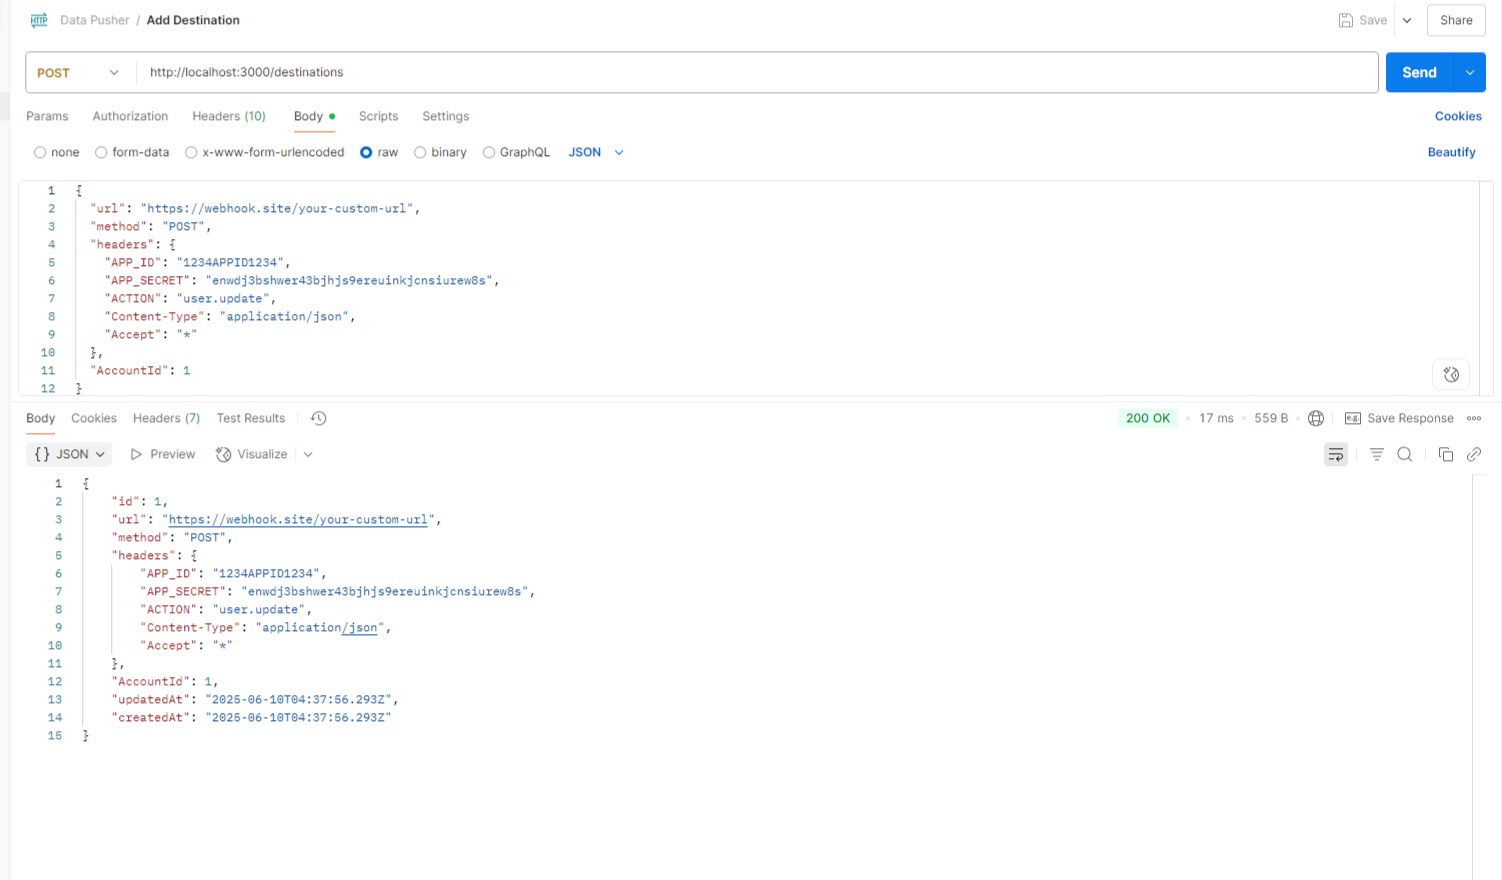 HTTP Data Pusher / Add Destination Save Share
POST http://localhost:3000/destinations Send
Params Authorization Headers (10) Body Scripts Settings Cookies
none form-data x-www-form-urlencoded raw binary GraphQL JSON Beautify
1 {
2 "url": "https://webhook.site/your-custom-url",
3 "method": "POST",
4 "headers": {
5 "APP_ID": "1234APPID1234",
6 "APP_SECRET": "enwdj3bshwer43bjhjs9ereuinkjcnsiurew8s",
7 "ACTION": "user.update",
8 "Content-Type": "application/json",
9 "Accept": "*"
10 },
11 "AccountId": 1
12 }
Body Cookies Headers (7) Test Results 200 OK • 17 ms • 559 B • e.g. Save Response
{} JSON Preview Visualize
1 {
2 "id": 1,
3 "url": "https://webhook.site/your-custom-url",
4 "method": "POST",
5 "headers": {
6 "APP_ID": "1234APPID1234",
7 "APP_SECRET": "enwdj3bshwer43bjhjs9ereuinkjcnsiurew8s",
8 "ACTION": "user.update",
9 "Content-Type": "application/json",
10 "Accept": "*"
11 },
12 "AccountId": 1,
13 "updatedAt": "2025-06-10T04:37:56.293Z",
14 "createdAt": "2025-06-10T04:37:56.293Z"
15 }